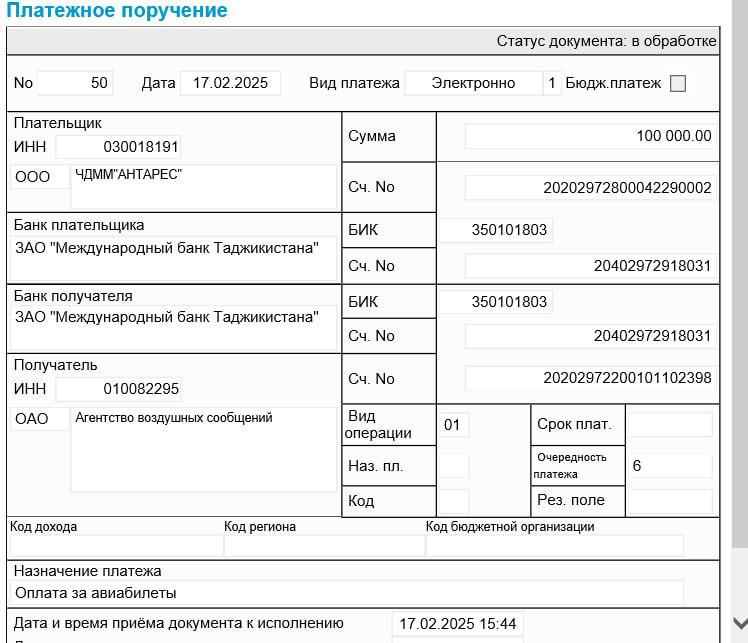 Платежное поручение
Статус документа: в обработке
No 50 Дата 17.02.2025 Вид платежа Электронно 1 Бюдж.платеж
Плательщик
ИНН 030018191
Сумма 100 000.00
ООО ЧДММ"АНТАРЕС"
Сч. No 20202972800042290002
Банк плательщика
ЗАО "Международный банк Таджикистана"
БИК 350101803
Сч. No 20402972918031
Банк получателя
ЗАО "Международный банк Таджикистана"
БИК 350101803
Сч. No 20402972918031
Получатель
ИНН 010082295
Сч. No 20202972200101102398
ОАО Агентство воздушных сообщений
Вид операции 01 Срок плат.
Наз. пл. Очередность платежа 6
Код Рез. поле
Код дохода Код региона Код бюджетной организации
Назначение платежа
Оплата за авиабилеты
Дата и время приёма документа к исполнению 17.02.2025 15:44